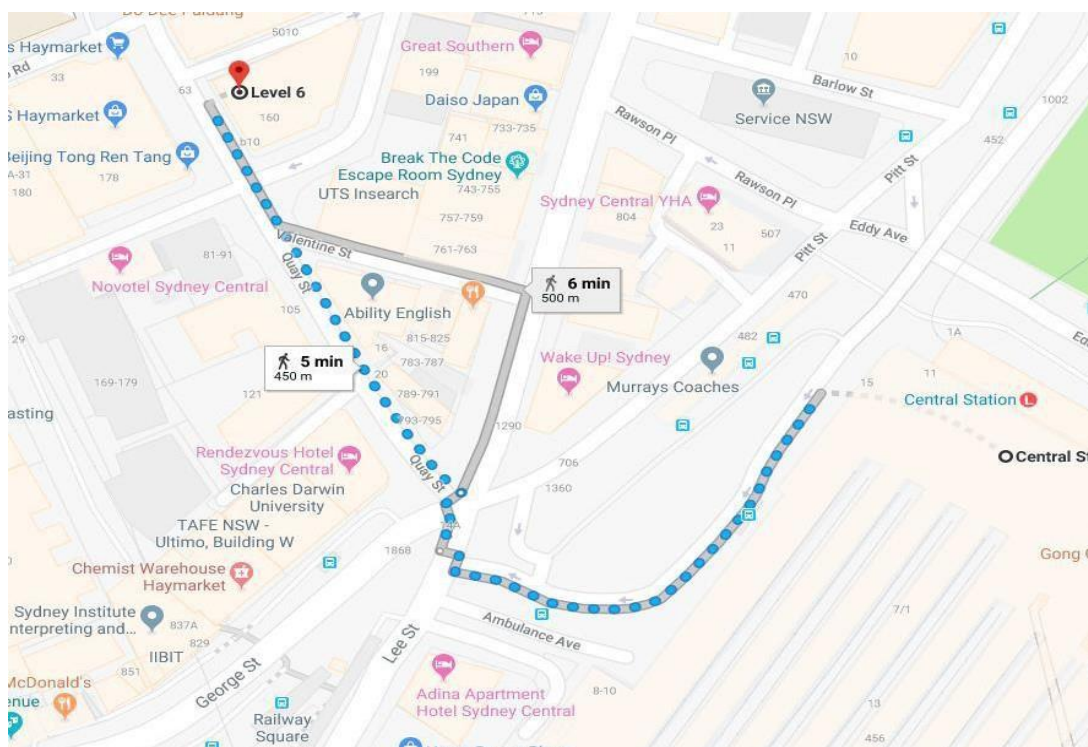 5010
Great Southern
s Haymarket
33
199
10
Barlow St
63
Level 6
160
Daiso Japan
733-735
Service NSW
1002
S Haymarket
b10
741
Rawson Pl
452
Beijing Tong Ren Tang
178
Break The Code
Escape Room Sydney
Pitt St
180
UTS Insearch
743-755
Sydney Central YHA
Rawson Pl
757-759
804
23
507
Eddy Ave
11
Valentine St
761-763
Pitt St
81-91
Quay St
6 min
500 m
Novotel Sydney Central
105
Ability English
470
29
815-825
482
1A
16
783-787
Wake Up! Sydney
11
5 min
450 m
20
Murrays Coaches
15
169-179
121
789-791
Central Station
asting
793-795
1290
Rendezvous Hotel
Sydney Central
Quay St
706
Central St
Charles Darwin
University
1360
TAFE NSW -
Ultimo, Building W
14A
1868
Gong
Chemist Warehouse
Haymarket
Sydney Institute
nterpreting and...
837A
Ambulance Ave
7/1
829
IIBIT
Lee St
McDonald's
851
George St
enue
Adina Apartment
Hotel Sydney Central
8-10
Railway
Square
13
456